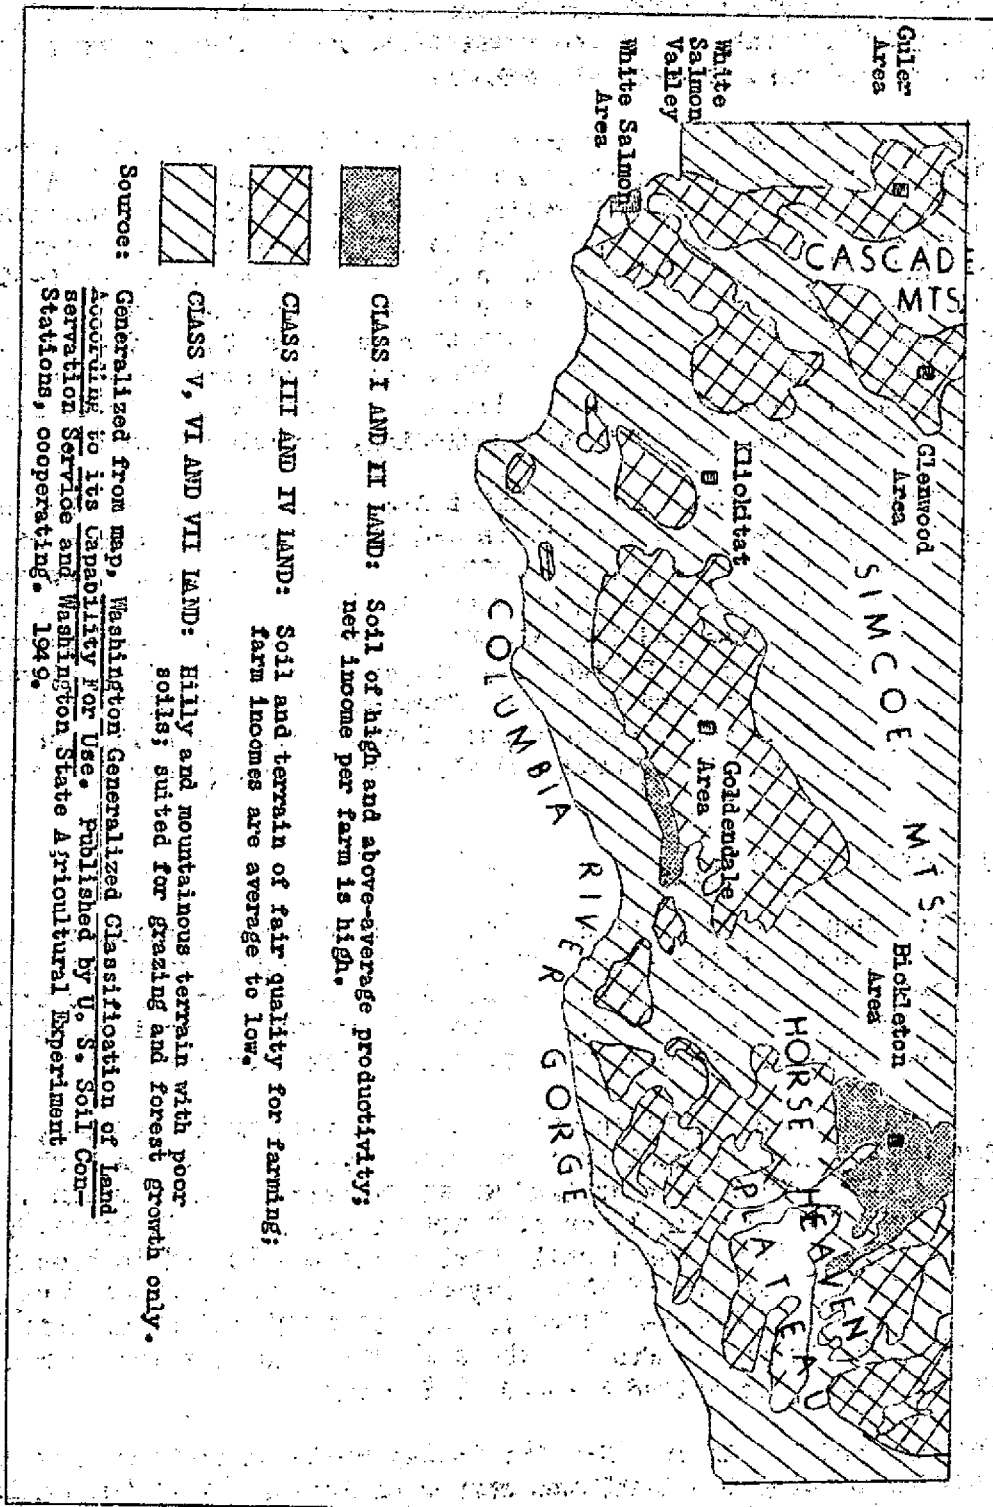 Guler
Area
White
Salmon
Valley
White Salmon
Area
CASCADE
MTS.
Glenwood
Area
Klickitat
SIMCOE MTS.
Goldendale
Area
Bickleton
Area
HORSE HEAVEN
PLATEAU
COLUMBIA RIVER GORGE
CLASS I AND II LAND: Soil of high and above-average productivity;
net income per farm is high.
CLASS III AND IV LAND: Soil and terrain of fair quality for farming;
farm incomes are average to low.
CLASS V, VI AND VII LAND: Hilly and mountainous terrain with poor
soils; suited for grazing and forest growth only.
Source: Generalized from map, Washington Generalized Classification of Land
According to its Capability For Use. Published by U. S. Soil Con-
servation Service and Washington State Agricultural Experiment
Stations, cooperating. 1949.